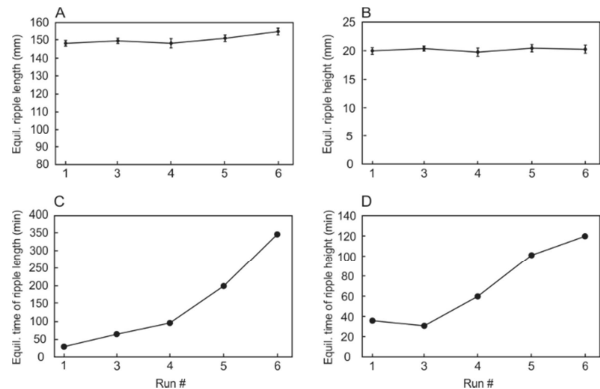 A
Equil. ripple length (mm)
160
150
140
130
120
110
100
90
80
1 3 4 5 6
B
Equil. ripple height (mm)
25
20
15
10
5
0
1 3 4 5 6
C
Equil. time of ripple length (min)
400
350
300
250
200
150
100
50
0
1 3 4 5 6
Run #
D
Equil. time of ripple height (min)
140
120
100
80
60
40
20
0
1 3 4 5 6
Run #